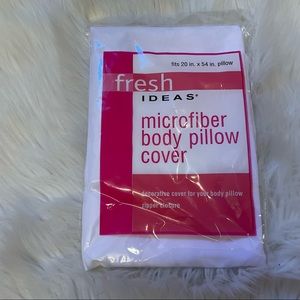 fits 20 in. x 54 in. pillow
fresh
IDEAS®
microfiber
body pillow
cover
decorative cover for your body pillow
zipper closure